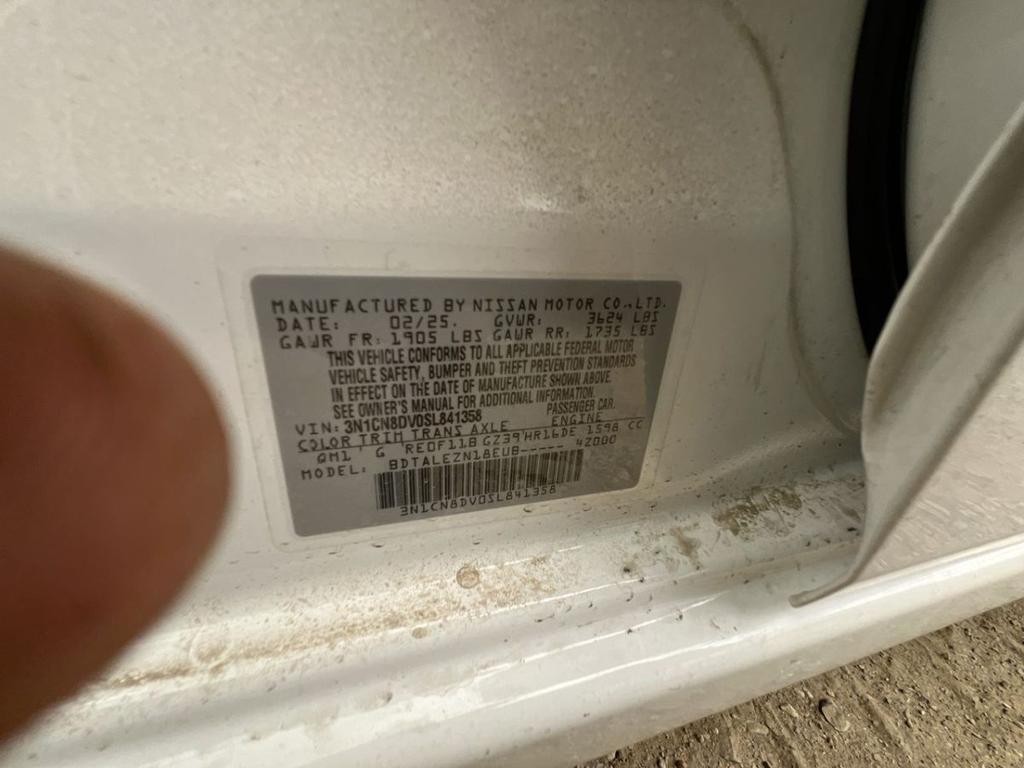 MANUFACTURED BY NISSAN MOTOR CO.,LTD.
DATE: 02/25. GVWR: 3624 LBS
GAWR FR: 1905 LBS GAWR RR: 1735 LBS
THIS VEHICLE CONFORMS TO ALL APPLICABLE FEDERAL MOTOR
VEHICLE SAFETY, BUMPER AND THEFT PREVENTION STANDARDS
IN EFFECT ON THE DATE OF MANUFACTURE SHOWN ABOVE.
SEE OWNER'S MANUAL FOR ADDITIONAL INFORMATION.
VIN: 3N1CN8DV0SL841358 PASSENGER CAR.
COLOR TRIM TRANS AXLE ENGINE
QM1 G RE0F11B GZ39 HR16DE 1598 CC
MODEL: BDTALEZN18EUB----- 42000
3N1CN8DV0SL841358